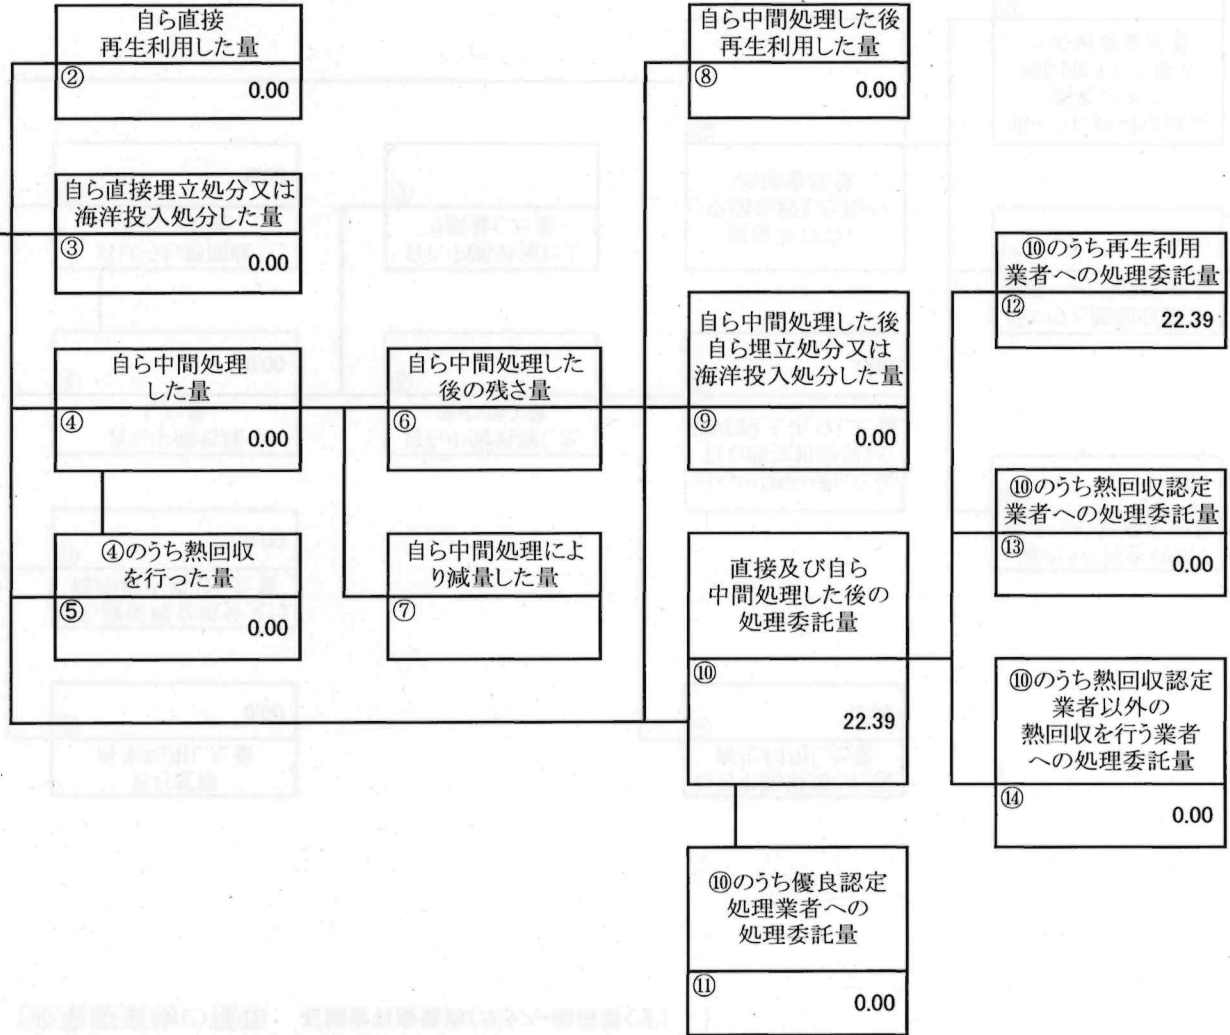 自ら直接
再生利用した量
②
0.00
自ら直接埋立処分又は
海洋投入処分した量
③
0.00
自ら中間処理
した量
④
0.00
④のうち熱回収
を行った量
⑤
0.00
自ら中間処理した
後の残さ量
⑥
0.00
自ら中間処理によ
り減量した量
⑦
自ら中間処理した後
再生利用した量
⑧
0.00
自ら中間処理した後
自ら埋立処分又は
海洋投入処分した量
⑨
0.00
直接及び自ら
中間処理した後の
処理委託量
⑩
22.39
⑩のうち優良認定
処理業者への
処理委託量
⑪
0.00
⑩のうち再生利用
業者への処理委託量
⑫
22.39
⑩のうち熱回収認定
業者への処理委託量
⑬
0.00
⑩のうち熱回収認定
業者以外の
熱回収を行う業者
への処理委託量
⑭
0.00